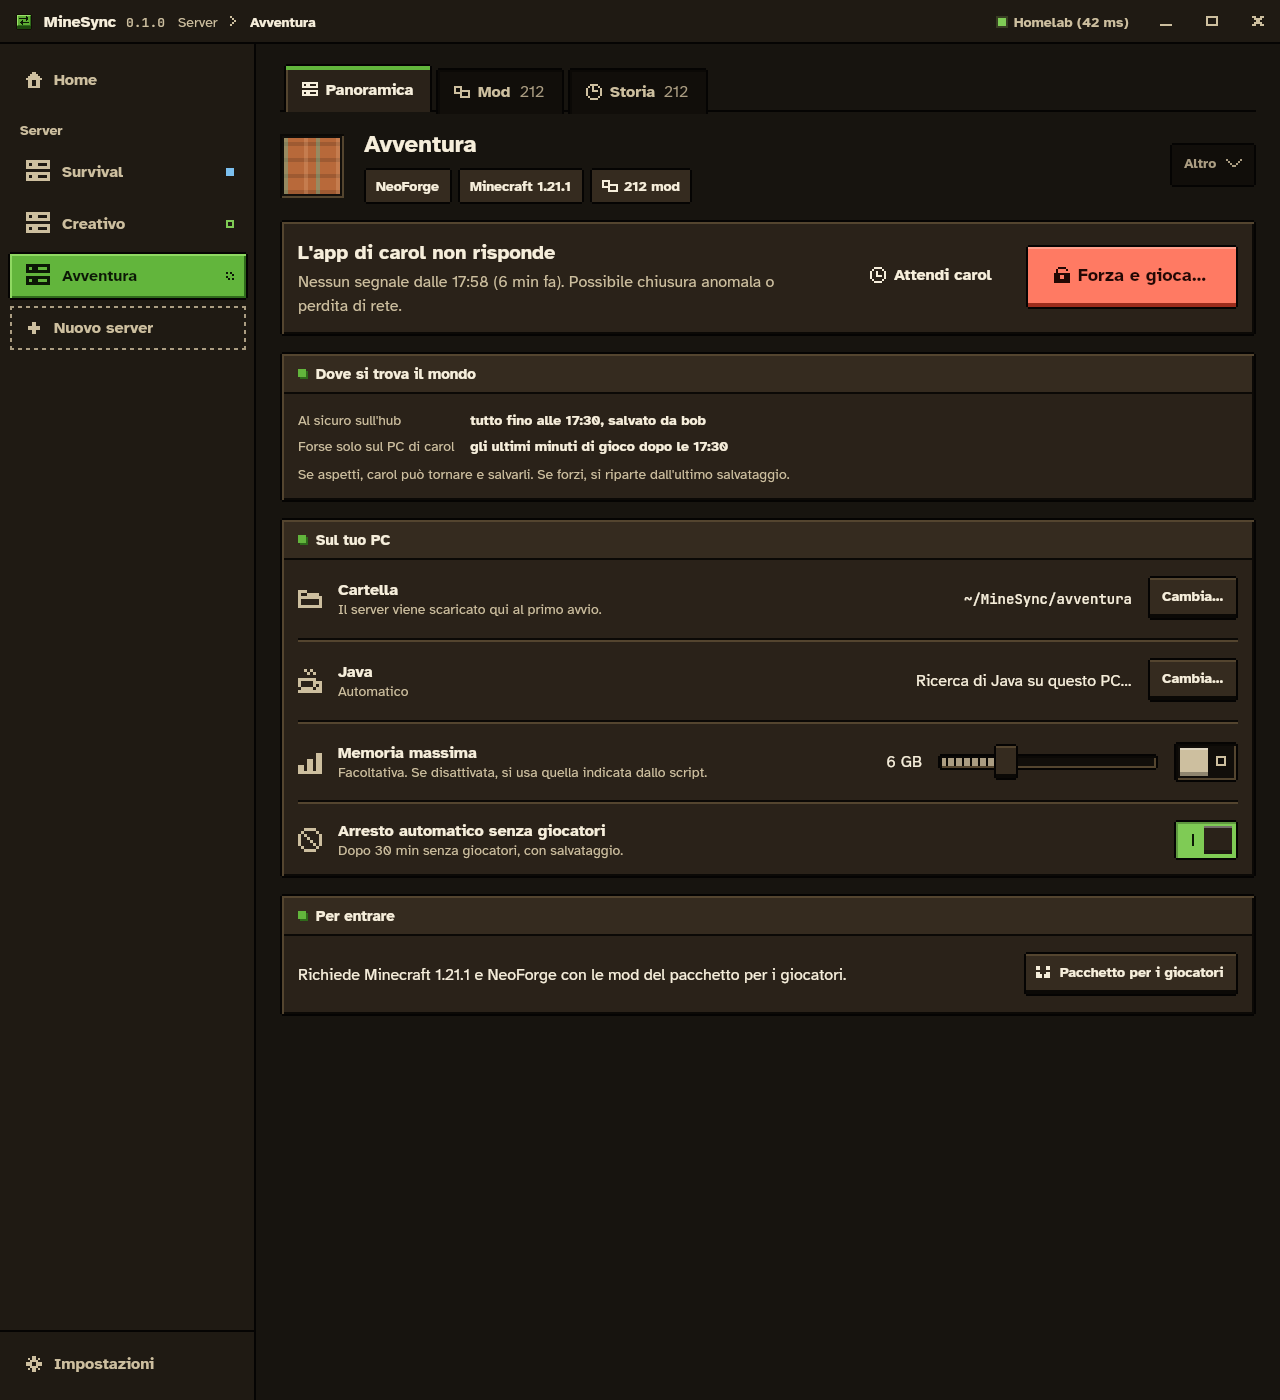 MineSync 0.1.0 Server Avventura
Homelab (42 ms)
Home
Server
Survival
Creativo
Avventura
Nuovo server
Impostazioni
Panoramica
Mod 212
Storia 212
Avventura
NeoForge
Minecraft 1.21.1
212 mod
Altro
L'app di carol non risponde
Nessun segnale dalle 17:58 (6 min fa). Possibile chiusura anomala o
perdita di rete.
Attendi carol
Forza e gioca...
Dove si trova il mondo
Al sicuro sull'hub tutto fino alle 17:30, salvato da bob
Forse solo sul PC di carol gli ultimi minuti di gioco dopo le 17:30
Se aspetti, carol può tornare e salvarli. Se forzi, si riparte dall'ultimo salvataggio.
Sul tuo PC
Cartella
Il server viene scaricato qui al primo avvio.
~/MineSync/avventura
Cambia...
Java
Automatico
Ricerca di Java su questo PC...
Cambia...
Memoria massima
Facoltativa. Se disattivata, si usa quella indicata dallo script.
6 GB
Arresto automatico senza giocatori
Dopo 30 min senza giocatori, con salvataggio.
Per entrare
Richiede Minecraft 1.21.1 e NeoForge con le mod del pacchetto per i giocatori.
Pacchetto per i giocatori